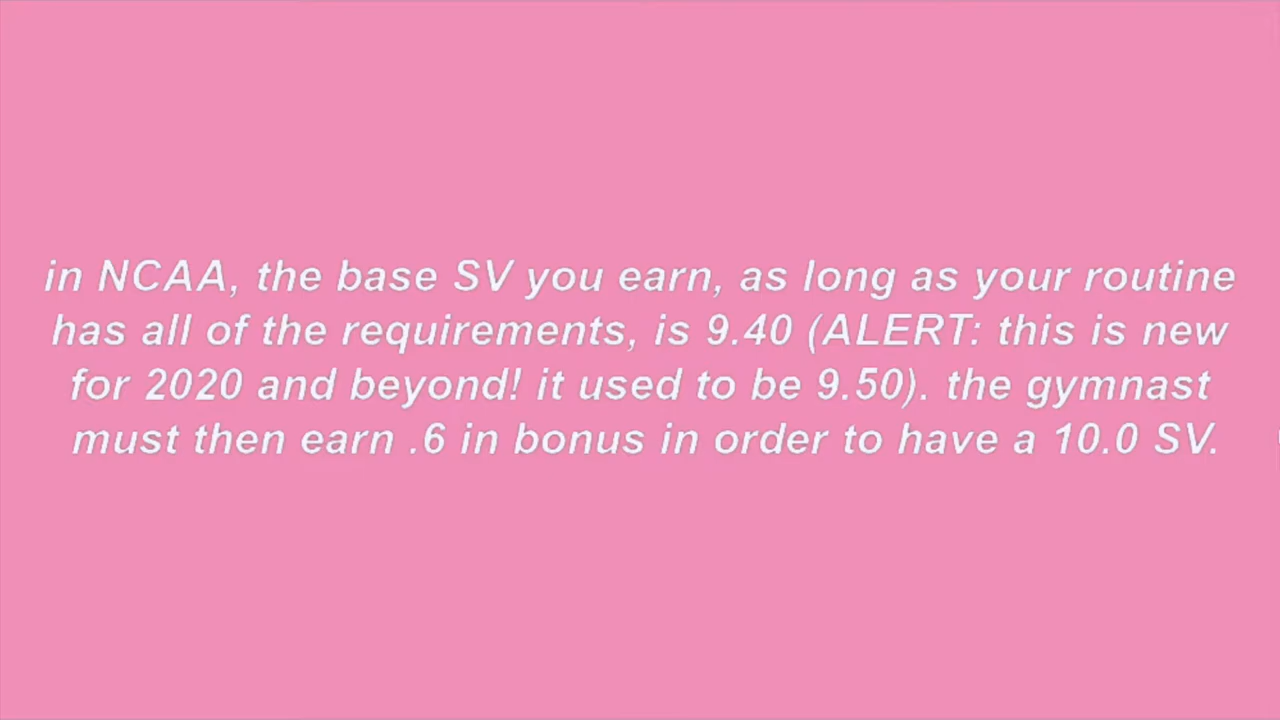 in NCAA, the base SV you earn, as long as your routine
has all of the requirements, is 9.40 (ALERT: this is new
for 2020 and beyond! it used to be 9.50). the gymnast
must then earn .6 in bonus in order to have a 10.0 SV.